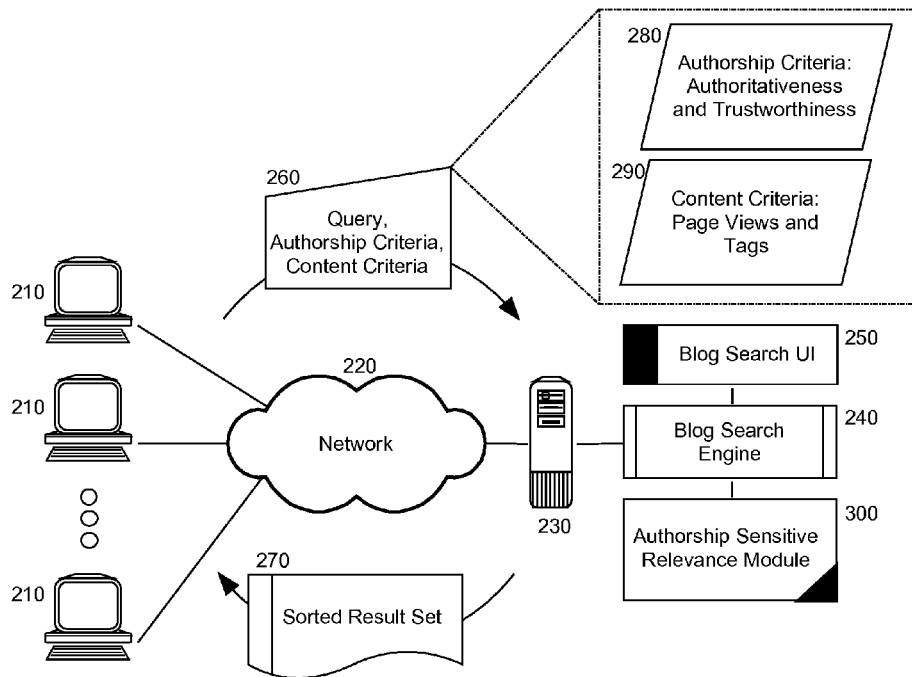 280
Authorship Criteria:
Authoritativeness
and Trustworthiness
290
Content Criteria:
Page Views and
Tags
260
Query,
Authorship Criteria,
Content Criteria
210
220
Network
210
210
230
250
Blog Search UI
240
Blog Search
Engine
300
Authorship Sensitive
Relevance Module
270
Sorted Result Set